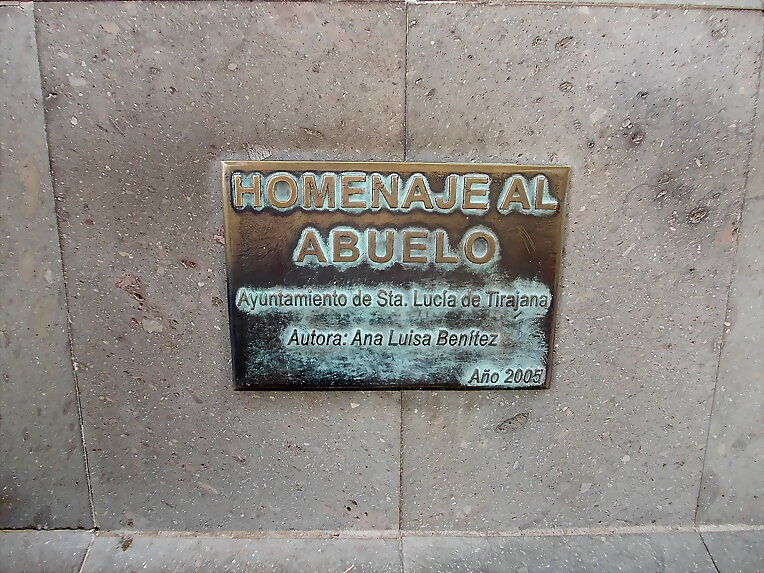 HOMENAJE AL
ABUELO
Ayuntamiento de Sta. Lucía de Tirajana
Autora: Ana Luisa Benítez
Año 2005